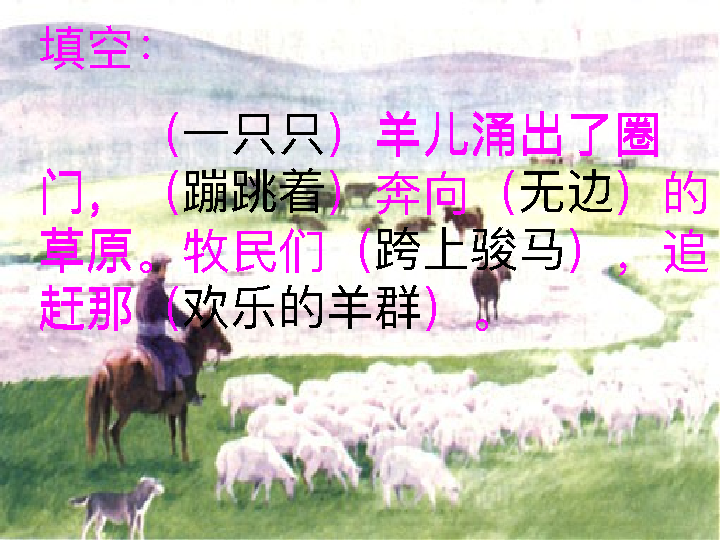 填空：
（一只只）羊儿涌出了圈
门，（蹦跳着）奔向（无边）的
草原。牧民们（跨上骏马），追
赶那（欢乐的羊群）。